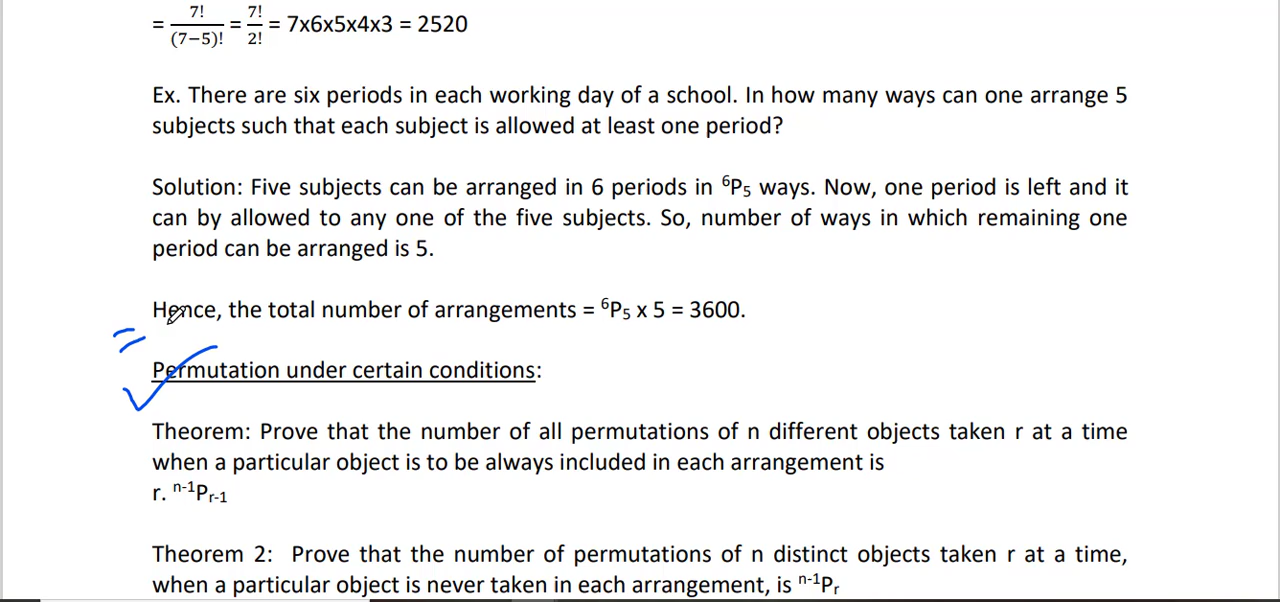 = 7!/(7−5)! = 7!/2! = 7x6x5x4x3 = 2520
Ex. There are six periods in each working day of a school. In how many ways can one arrange 5
subjects such that each subject is allowed at least one period?
Solution: Five subjects can be arranged in 6 periods in ⁶P₅ ways. Now, one period is left and it
can by allowed to any one of the five subjects. So, number of ways in which remaining one
period can be arranged is 5.
Hence, the total number of arrangements = ⁶P₅ x 5 = 3600.
Permutation under certain conditions:
Theorem: Prove that the number of all permutations of n different objects taken r at a time
when a particular object is to be always included in each arrangement is
r. ⁿ⁻¹Pᵣ₋₁
Theorem 2: Prove that the number of permutations of n distinct objects taken r at a time,
when a particular object is never taken in each arrangement, is ⁿ⁻¹Pᵣ